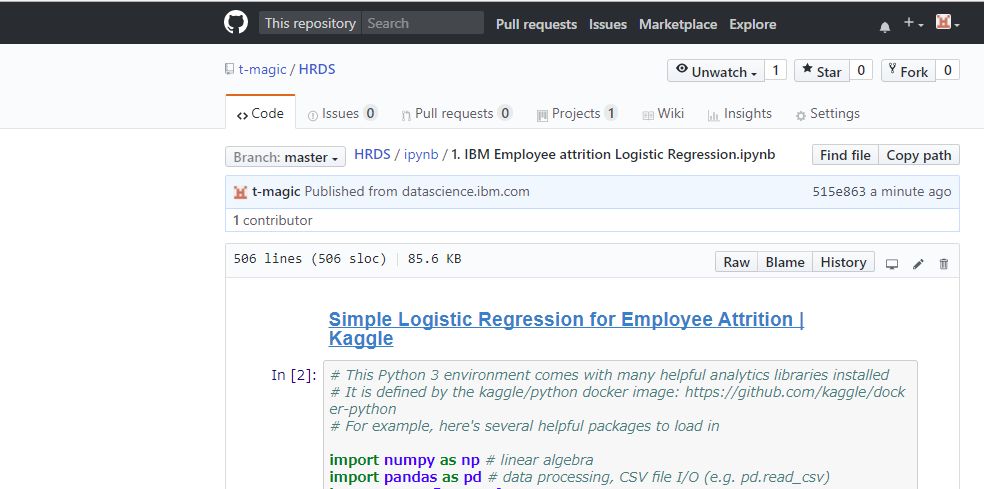 This repository Search Pull requests Issues Marketplace Explore
t-magic / HRDS Unwatch 1 Star 0 Fork 0
Code Issues 0 Pull requests 0 Projects 1 Wiki Insights Settings
Branch: master HRDS / ipynb / 1. IBM Employee attrition Logistic Regression.ipynb Find file Copy path
t-magic Published from datascience.ibm.com 515e863 a minute ago
1 contributor
506 lines (506 sloc) 85.6 KB Raw Blame History
Simple Logistic Regression for Employee Attrition |
Kaggle
In [2]: # This Python 3 environment comes with many helpful analytics libraries installed
# It is defined by the kaggle/python docker image: https://github.com/kaggle/dock
er-python
# For example, here's several helpful packages to load in
import numpy as np # linear algebra
import pandas as pd # data processing, CSV file I/O (e.g. pd.read_csv)